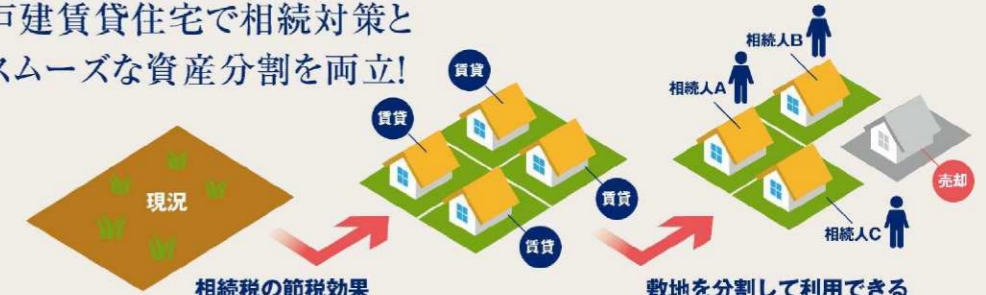 戸建賃貸住宅で相続対策と
スムーズな資産分割を両立!
現況
賃貸
賃貸
賃貸
賃貸
相続税の節税効果
相続人B
相続人A
売却
相続人C
敷地を分割して利用できる